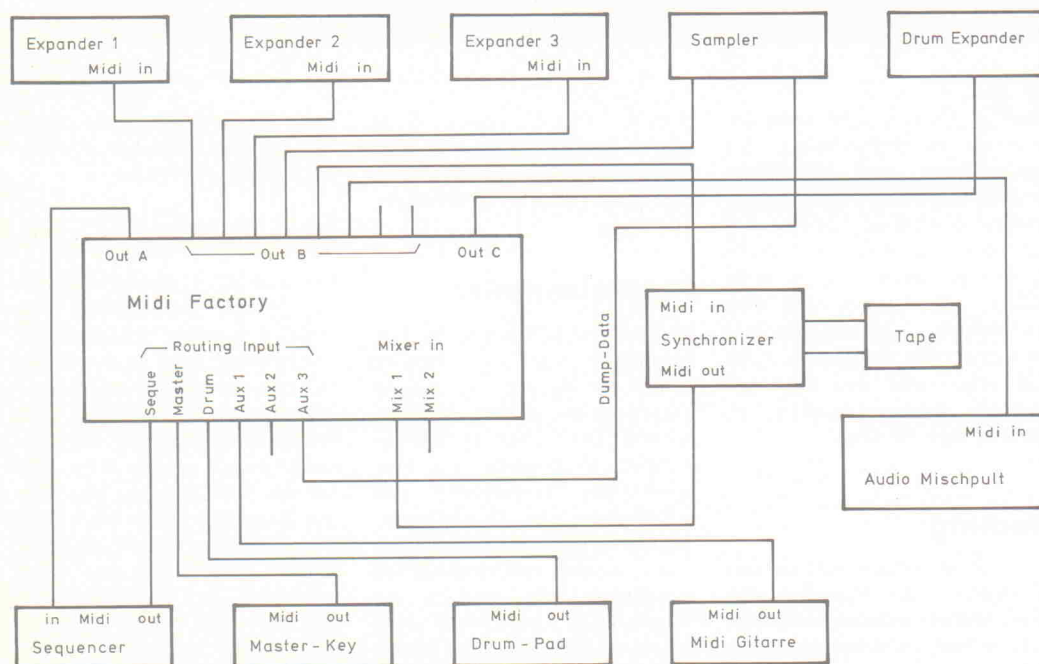 Expander 1
Midi in
Expander 2
Midi in
Expander 3
Midi in
Sampler
Drum Expander
Out A
Out B
Out C
Midi Factory
Routing Input
Mixer in
Seque
Master
Drum
Aux 1
Aux 2
Aux 3
Mix 1
Mix 2
Dump-Data
Midi in
Synchronizer
Midi out
Tape
Midi in
Audio Mischpult
in Midi out
Sequencer
Midi out
Master-Key
Midi out
Drum-Pad
Midi out
Midi Gitarre